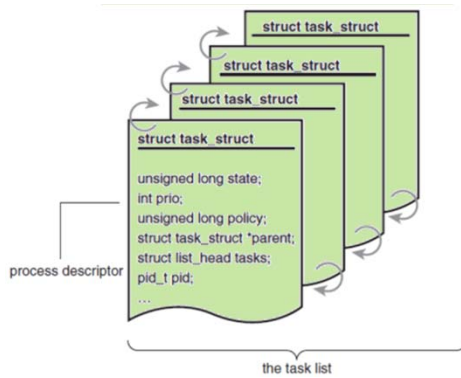 struct task_struct
struct task_struct
struct task_struct
struct task_struct
unsigned long state;
int prio;
unsigned long policy;
struct task_struct *parent;
struct list_head tasks;
pid_t pid;
...
process descriptor
the task list